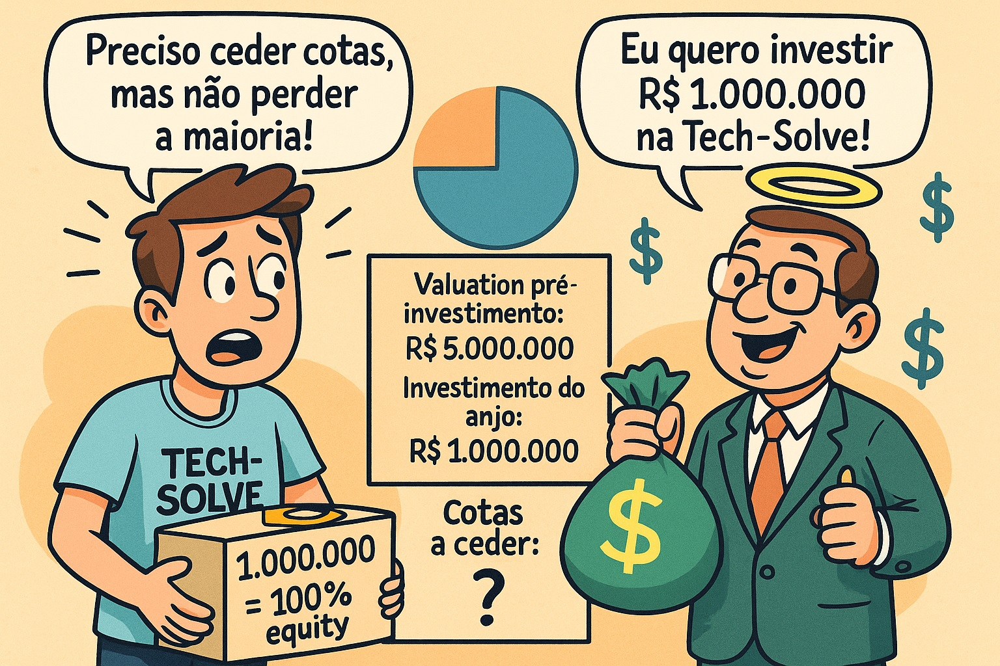 Preciso ceder cotas,
mas não perder
a maioria!
Eu quero investir
R$ 1.000.000
na Tech-Solve!
Valuation pré-
investimento:
R$ 5.000.000
Investimento do
anjo:
R$ 1.000.000
Cotas
a ceder:
?
TECH-
SOLVE
1.000.000
= 100%
equity
$
$
$
$